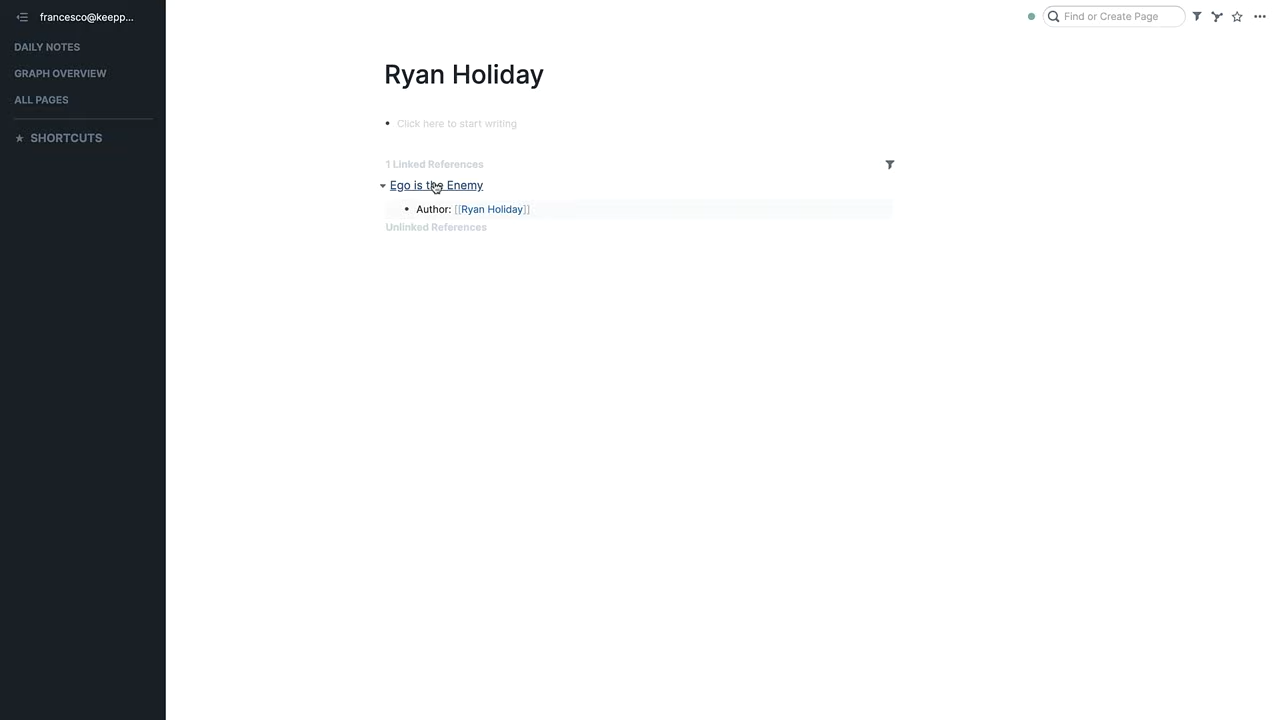 francesco@keepp...
DAILY NOTES
GRAPH OVERVIEW
ALL PAGES
SHORTCUTS
Find or Create Page
Ryan Holiday
Click here to start writing
1 Linked References
Ego is the Enemy
Author: [[Ryan Holiday]]
Unlinked References